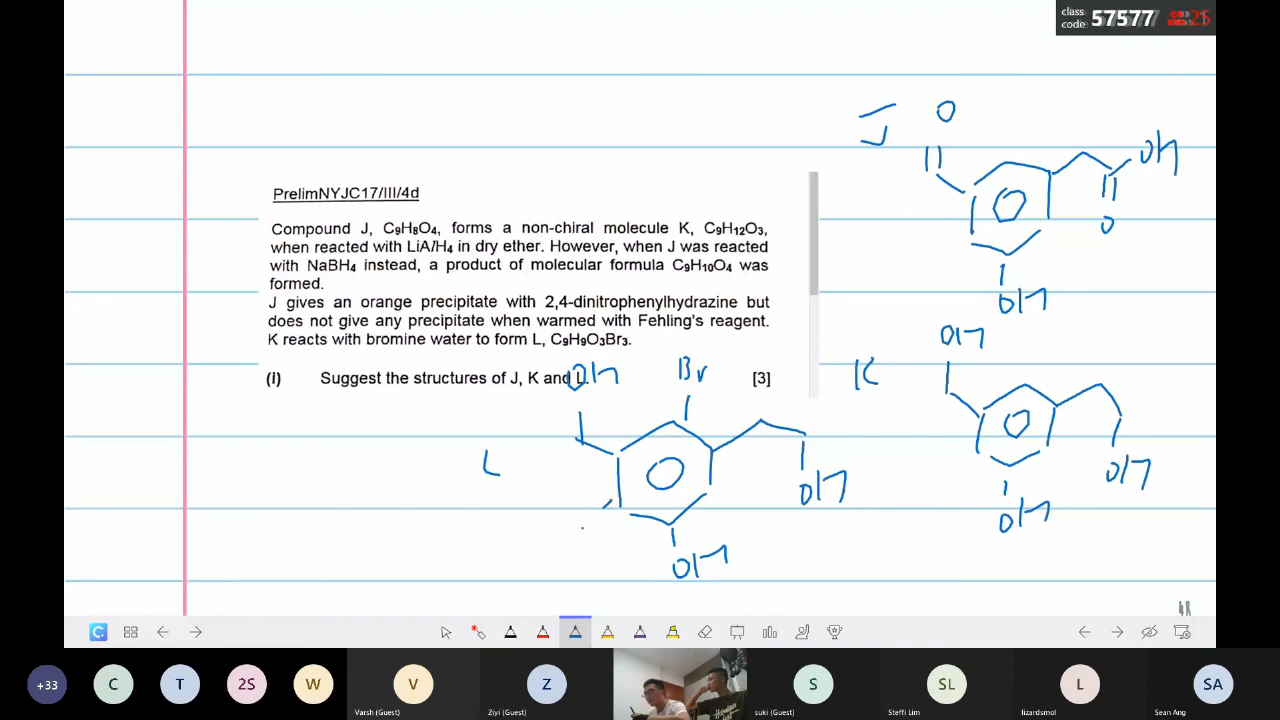 class code: 57577 25
PrelimNYJC17/III/4d
Compound J, C₉H₈O₄, forms a non-chiral molecule K, C₉H₁₂O₃,
when reacted with LiAlH₄ in dry ether. However, when J was reacted
with NaBH₄ instead, a product of molecular formula C₉H₁₀O₄ was
formed.
J gives an orange precipitate with 2,4-dinitrophenylhydrazine but
does not give any precipitate when warmed with Fehling's reagent.
K reacts with bromine water to form L, C₉H₉O₃Br₃.
(i) Suggest the structures of J, K and L. [3]
J
O
OH
O
OH
K
OH
OH
OH
L
OH
Br
OH
OH
48
C
+33
C
T
2S
W
V
Varsh (Guest)
Z
Ziyi (Guest)
S
suki (Guest)
SL
Steffi Lim
L
lizardsmol
SA
Sean Ang